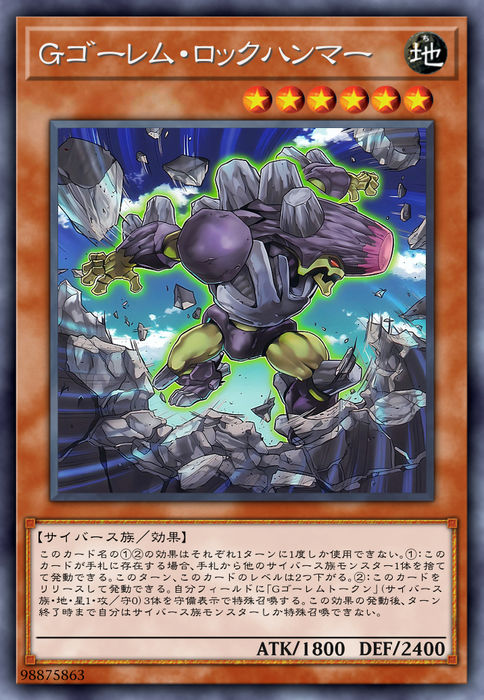 Gゴーレム・ロックハンマー
地
ち
【サイバース族/効果】
このカード名の①②の効果はそれぞれ1ターンに1度しか使用できない。①:この
カードが手札に存在する場合、手札から他のサイバース族モンスター1体を捨て
て発動できる。このターン、このカードのレベルは2つ下がる。②:このカードを
リリースして発動できる。自分フィールドに「Gゴーレムトークン」(サイバース
族・地・星1・攻/守0)3体を守備表示で特殊召喚する。この効果の発動後、ターン
終了時まで自分はサイバース族モンスターしか特殊召喚できない。
ATK/1800 DEF/2400
98875863